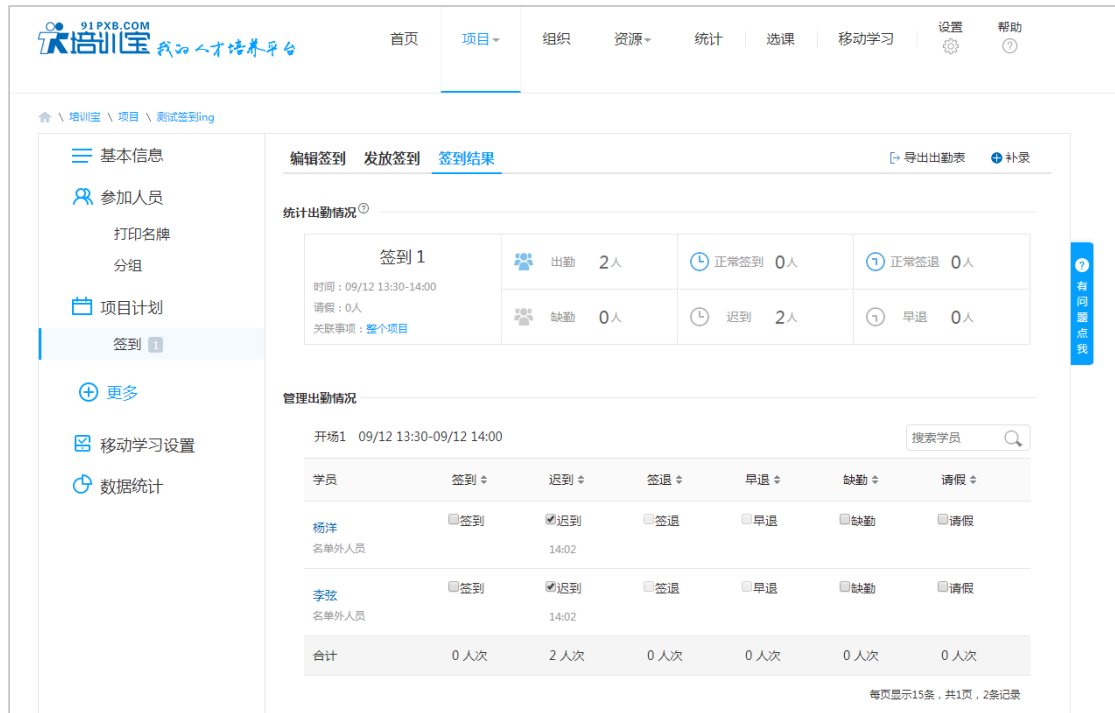 91PXB.COM
培训宝 我的人才培养平台
首页 项目 组织 资源 统计 选课 移动学习 设置 帮助
培训宝 \ 项目 \ 测试签到ing
基本信息
参加人员
打印名牌
分组
项目计划
签到 1
更多
移动学习设置
数据统计
编辑签到 发放签到 签到结果 导出出勤表 补录
统计出勤情况
签到 1
时间：09/12 13:30-14:00
请假：0人
关联事项：整个项目
出勤 2人 正常签到 0人 正常签退 0人
缺勤 0人 迟到 2人 早退 0人
管理出勤情况
开场1 09/12 13:30-09/12 14:00 搜索学员
学员 签到 迟到 签退 早退 缺勤 请假
杨洋 签到 迟到 签退 早退 缺勤 请假
名单外人员 14:02
李弦 签到 迟到 签退 早退 缺勤 请假
名单外人员 14:02
合计 0 人次 2 人次 0 人次 0 人次 0 人次 0 人次
每页显示15条，共1页，2条记录
有问题点我